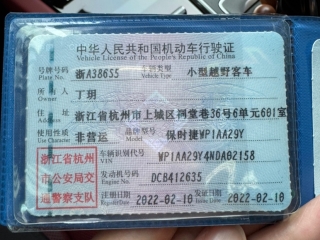 中华人民共和国机动车行驶证
Vehicle License of the People's Republic of China
号牌号码 浙A386S5 车辆类型 小型越野客车
Plate No. Vehicle Type
所有人 丁玥
Owner
住址 浙江省杭州市上城区祠堂巷36号6单元601室
Address
使用性质 非营运 品牌型号 保时捷WP1AA29Y
Use Character Model
浙江省杭州 车辆识别代号 WP1AA29Y4NDA02158
VIN
市公安局交 发动机号码 DCB412635
Engine No.
通警察支队 注册日期 2022-02-10 发证日期 2022-02-10
Register Date Issue Date